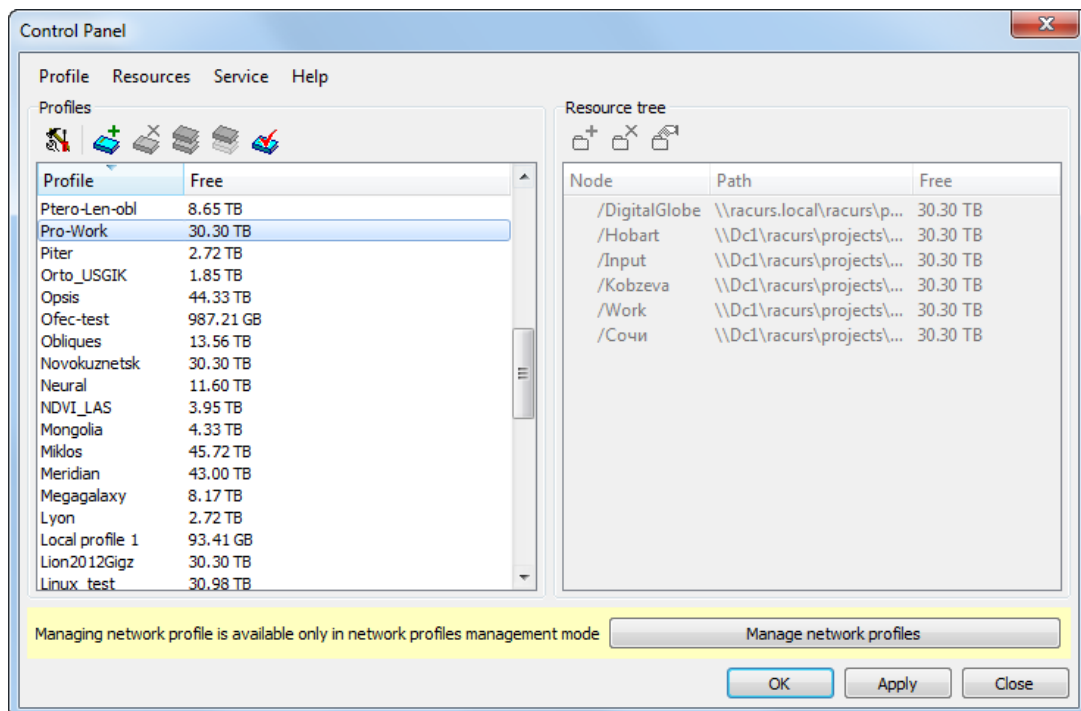 Control Panel
Profile Resources Service Help
Profiles
Profile Free
Ptero-Len-obl 8.65 TB
Pro-Work 30.30 TB
Piter 2.72 TB
Orto_USGIK 1.85 TB
Opsis 44.33 TB
Ofec-test 987.21 GB
Obliques 13.56 TB
Novokuznetsk 30.30 TB
Neural 11.60 TB
NDVI_LAS 3.95 TB
Mongolia 4.33 TB
Miklos 45.72 TB
Meridian 43.00 TB
Megagalaxy 8.17 TB
Lyon 2.72 TB
Local profile 1 93.41 GB
Lion2012Gigz 30.30 TB
Linux_test 30.98 TB
Resource tree
Node Path Free
/DigitalGlobe \\racurs.local\racurs\p... 30.30 TB
/Hobart \\Dc1\racurs\projects\... 30.30 TB
/Input \\Dc1\racurs\projects\... 30.30 TB
/Kobzeva \\Dc1\racurs\projects\... 30.30 TB
/Work \\Dc1\racurs\projects\... 30.30 TB
/Сочи \\Dc1\racurs\projects\... 30.30 TB
Managing network profile is available only in network profiles management mode Manage network profiles
OK Apply Close